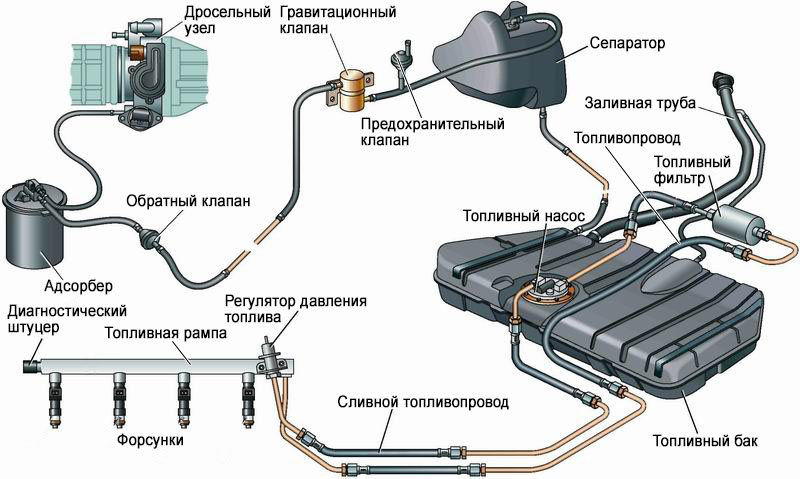 Дросельный
узел
Гравитационный
клапан
Сепаратор
Заливная труба
Предохранительный
клапан
Топливопровод
Топливный
фильтр
Обратный клапан
Топливный насос
Адсорбер
Регулятор давления
топлива
Диагностический
штуцер
Топливная рампа
Сливной топливопровод
Форсунки
Топливный бак